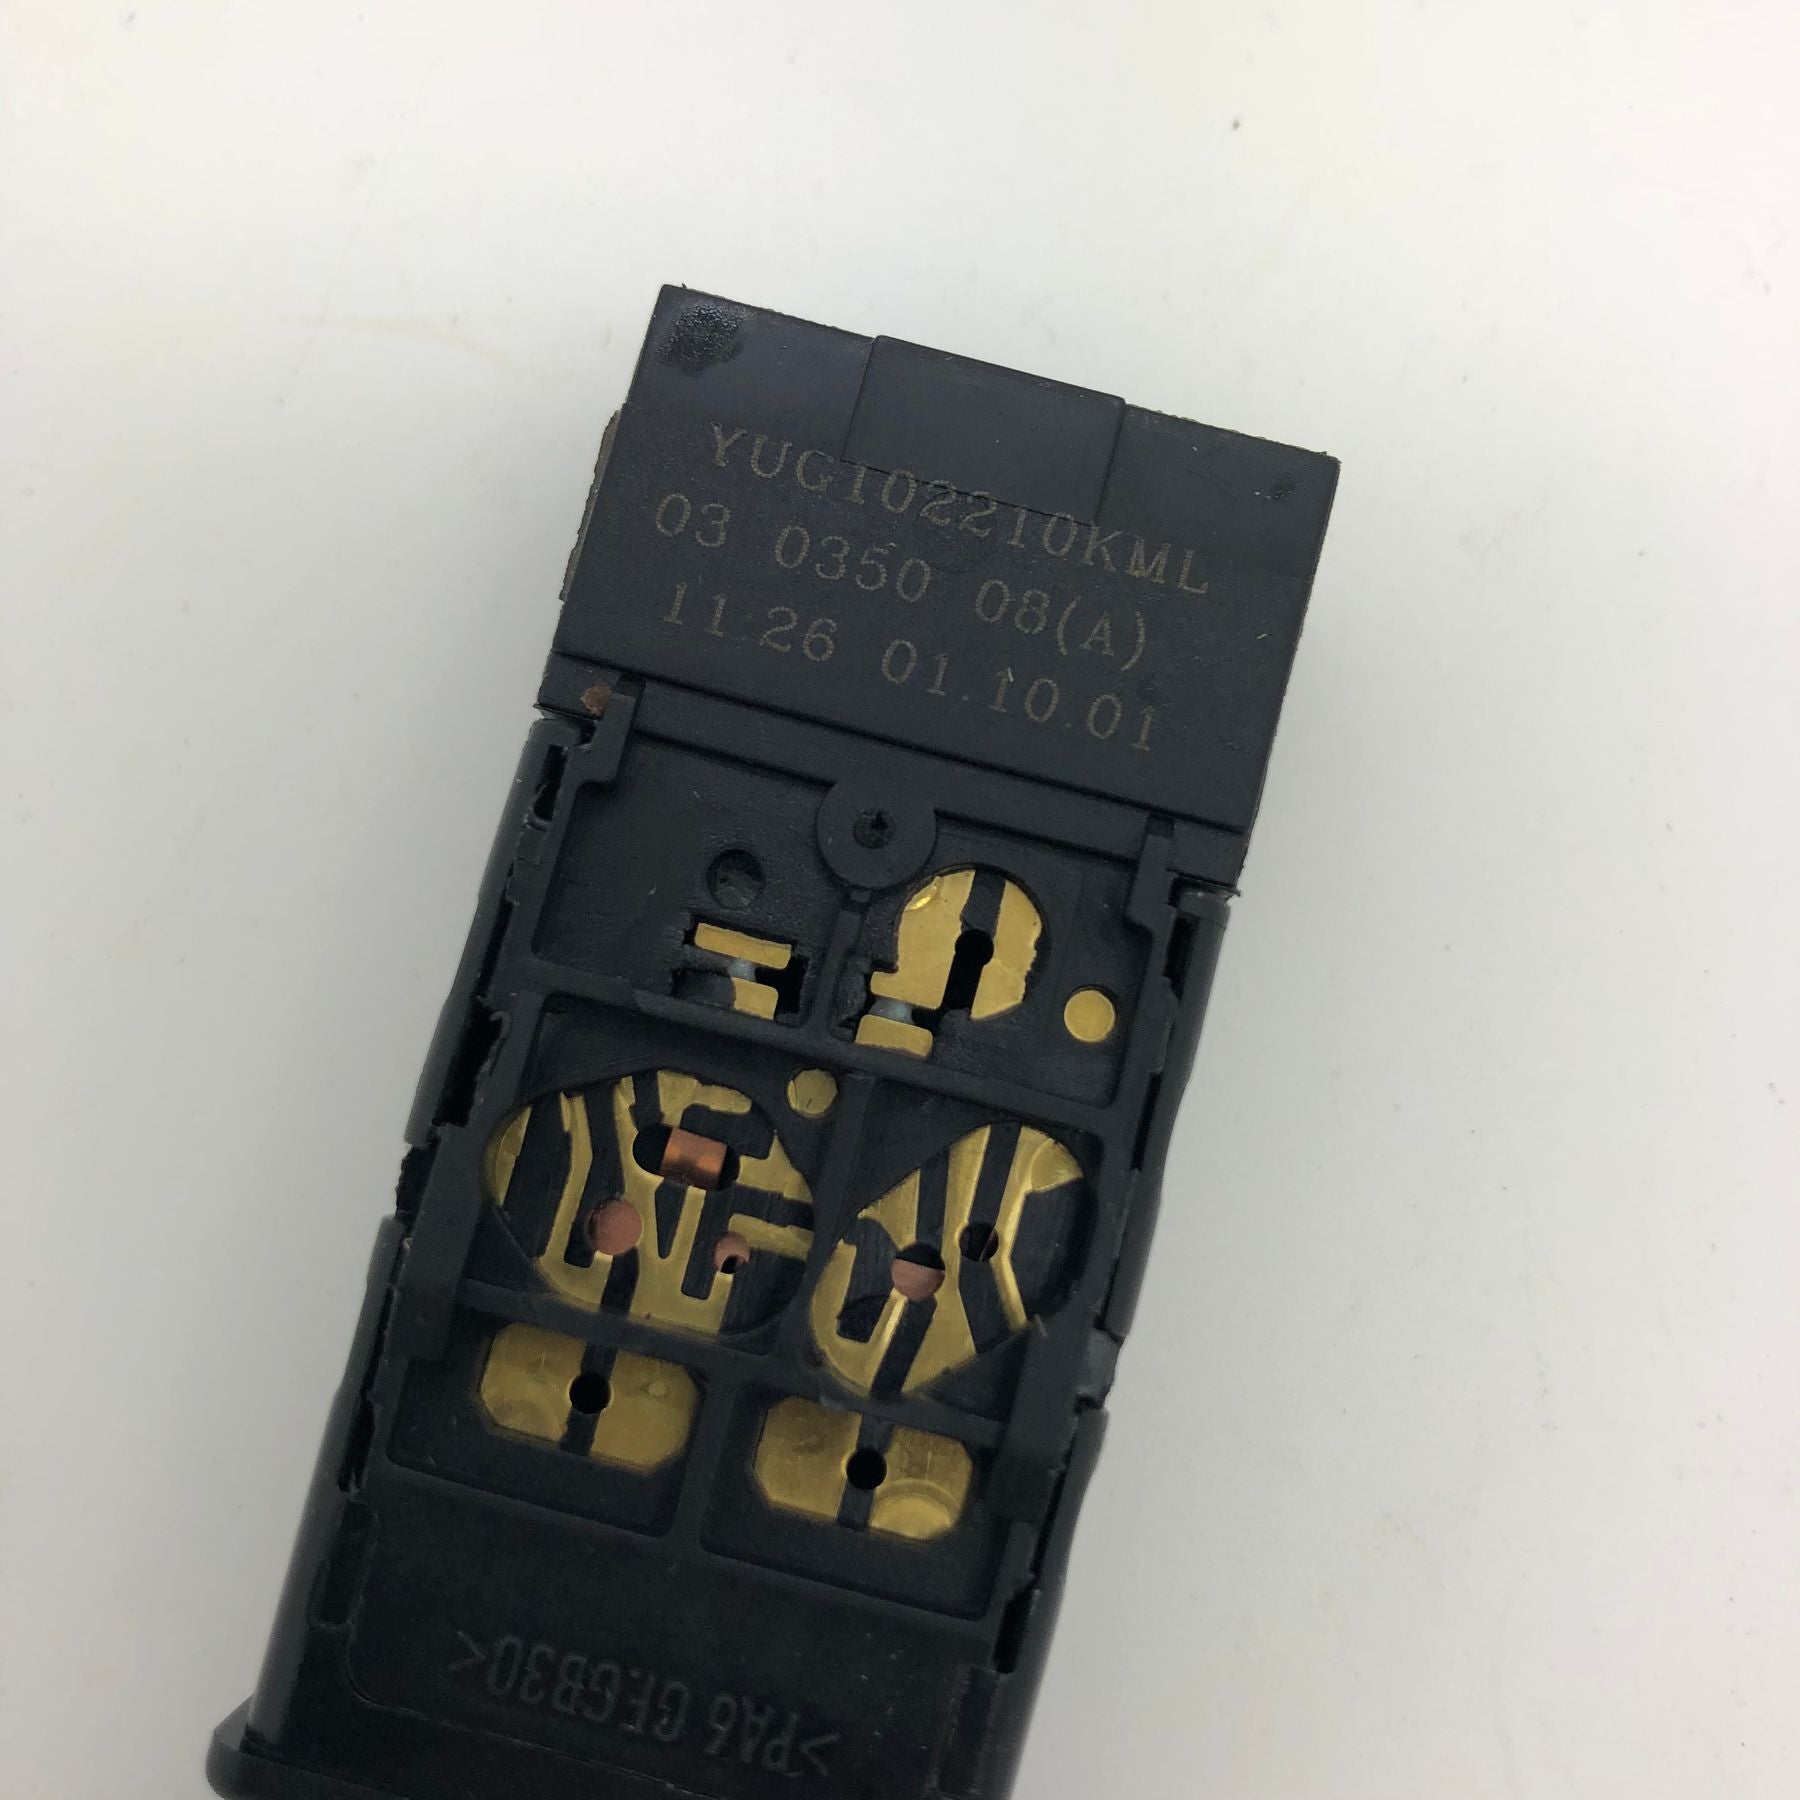 YUG102210KML
03 0350 08(A)
11:26 01.10.01
>PA6 GF.GB30<